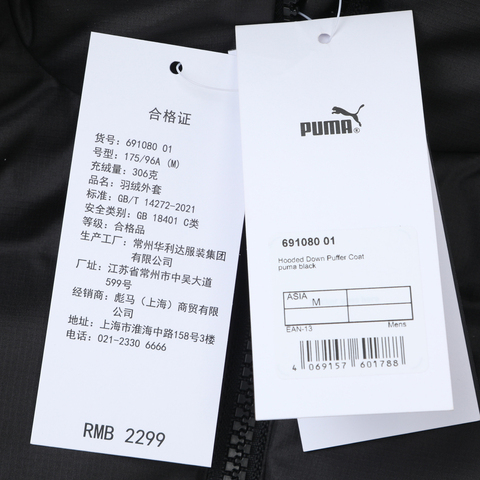 合格证
货号: 691080 01
号型: 175/96A (M)
充绒量: 306克
品名: 羽绒外套
标准: GB/T 14272-2021
安全类别: GB 18401 C类
等级: 合格品
生产工厂: 常州华利达服装集团
有限公司
厂址: 江苏省常州市中吴大道
599号
经销商: 彪马（上海）商贸有限
公司
地址: 上海市淮海中路158号3楼
电话: 021-2330 6666
RMB 2299
PUMA®
691080 01
Hooded Down Puffer Coat
puma black
ASIA
M
EAN-13 Mens
4 069157 601788